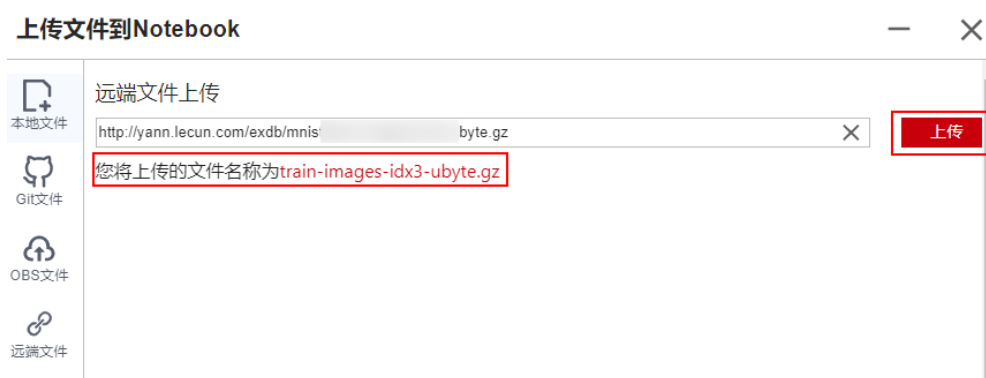 上传文件到Notebook
本地文件
Git文件
OBS文件
远端文件
远端文件上传
http://yann.lecun.com/exdb/mnis byte.gz
上传
您将上传的文件名称为train-images-idx3-ubyte.gz